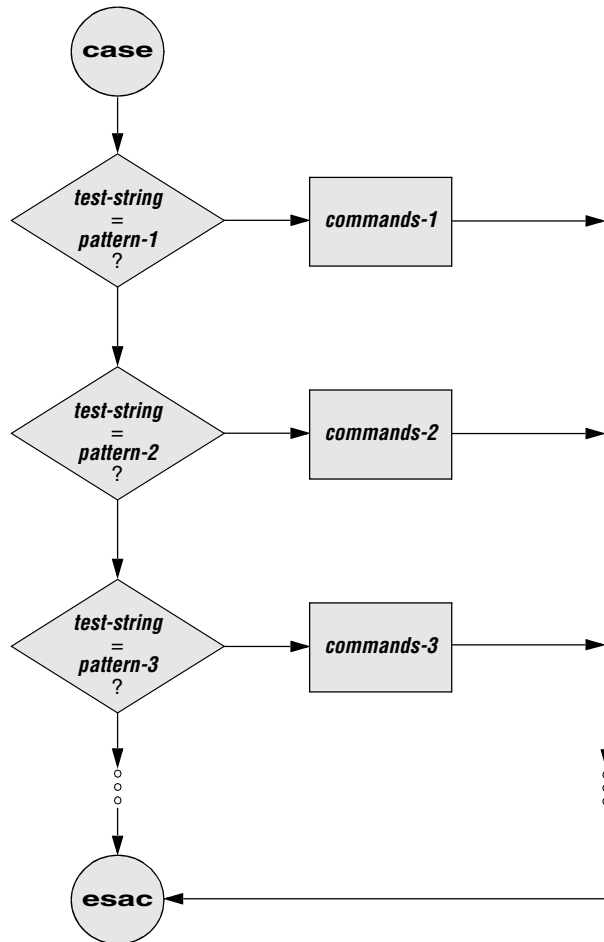 case
test-string
=
pattern-1
?
commands-1
test-string
=
pattern-2
?
commands-2
test-string
=
pattern-3
?
commands-3
esac